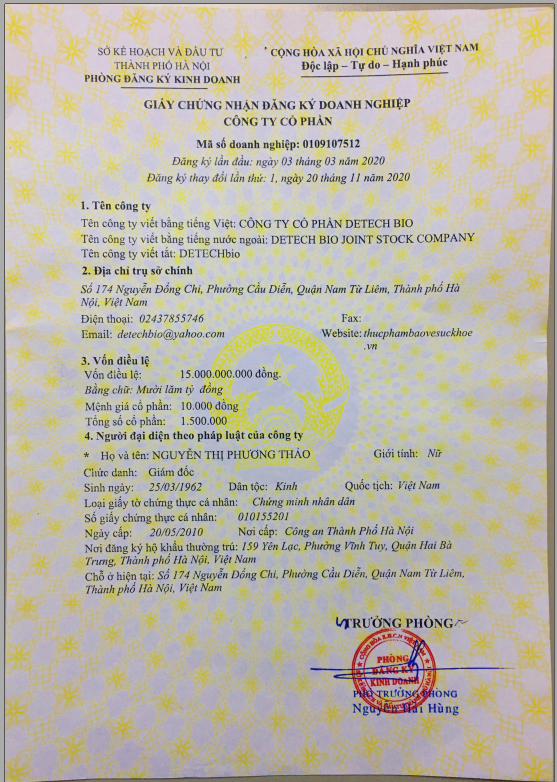 SỞ KẾ HOẠCH VÀ ĐẦU TƯ
THÀNH PHỐ HÀ NỘI
PHÒNG ĐĂNG KÝ KINH DOANH
CỘNG HÒA XÃ HỘI CHỦ NGHĨA VIỆT NAM
Độc lập – Tự do – Hạnh phúc
GIẤY CHỨNG NHẬN ĐĂNG KÝ DOANH NGHIỆP
CÔNG TY CỔ PHẦN
Mã số doanh nghiệp: 0109107512
Đăng ký lần đầu: ngày 03 tháng 03 năm 2020
Đăng ký thay đổi lần thứ: 1, ngày 20 tháng 11 năm 2020
1. Tên công ty
Tên công ty viết bằng tiếng Việt: CÔNG TY CỔ PHẦN DETECH BIO
Tên công ty viết bằng tiếng nước ngoài: DETECH BIO JOINT STOCK COMPANY
Tên công ty viết tắt: DETECHbio
2. Địa chỉ trụ sở chính
Số 174 Nguyễn Đổng Chi, Phường Cầu Diễn, Quận Nam Từ Liêm, Thành phố Hà
Nội, Việt Nam
Điện thoại: 02437855746 Fax:
Email: detechbio@yahoo.com Website: thucphambaovesuckhoe
.vn
3. Vốn điều lệ
Vốn điều lệ: 15.000.000.000 đồng.
Bằng chữ: Mười lăm tỷ đồng
Mệnh giá cổ phần: 10.000 đồng
Tổng số cổ phần: 1.500.000
4. Người đại diện theo pháp luật của công ty
* Họ và tên: NGUYỄN THỊ PHƯƠNG THẢO Giới tính: Nữ
Chức danh: Giám đốc
Sinh ngày: 25/03/1962 Dân tộc: Kinh Quốc tịch: Việt Nam
Loại giấy tờ chứng thực cá nhân: Chứng minh nhân dân
Số giấy chứng thực cá nhân: 010155201
Ngày cấp: 20/05/2010 Nơi cấp: Công an Thành Phố Hà Nội
Nơi đăng ký hộ khẩu thường trú: 159 Yên Lạc, Phường Vĩnh Tuy, Quận Hai Bà
Trưng, Thành phố Hà Nội, Việt Nam
Chỗ ở hiện tại: Số 174 Nguyễn Đổng Chi, Phường Cầu Diễn, Quận Nam Từ Liêm,
Thành phố Hà Nội, Việt Nam
TRƯỞNG PHÒNG
PHÒNG
ĐĂNG KÝ
KINH DOANH
PHÓ TRƯỞNG PHÒNG
Nguyễn Hải Hùng